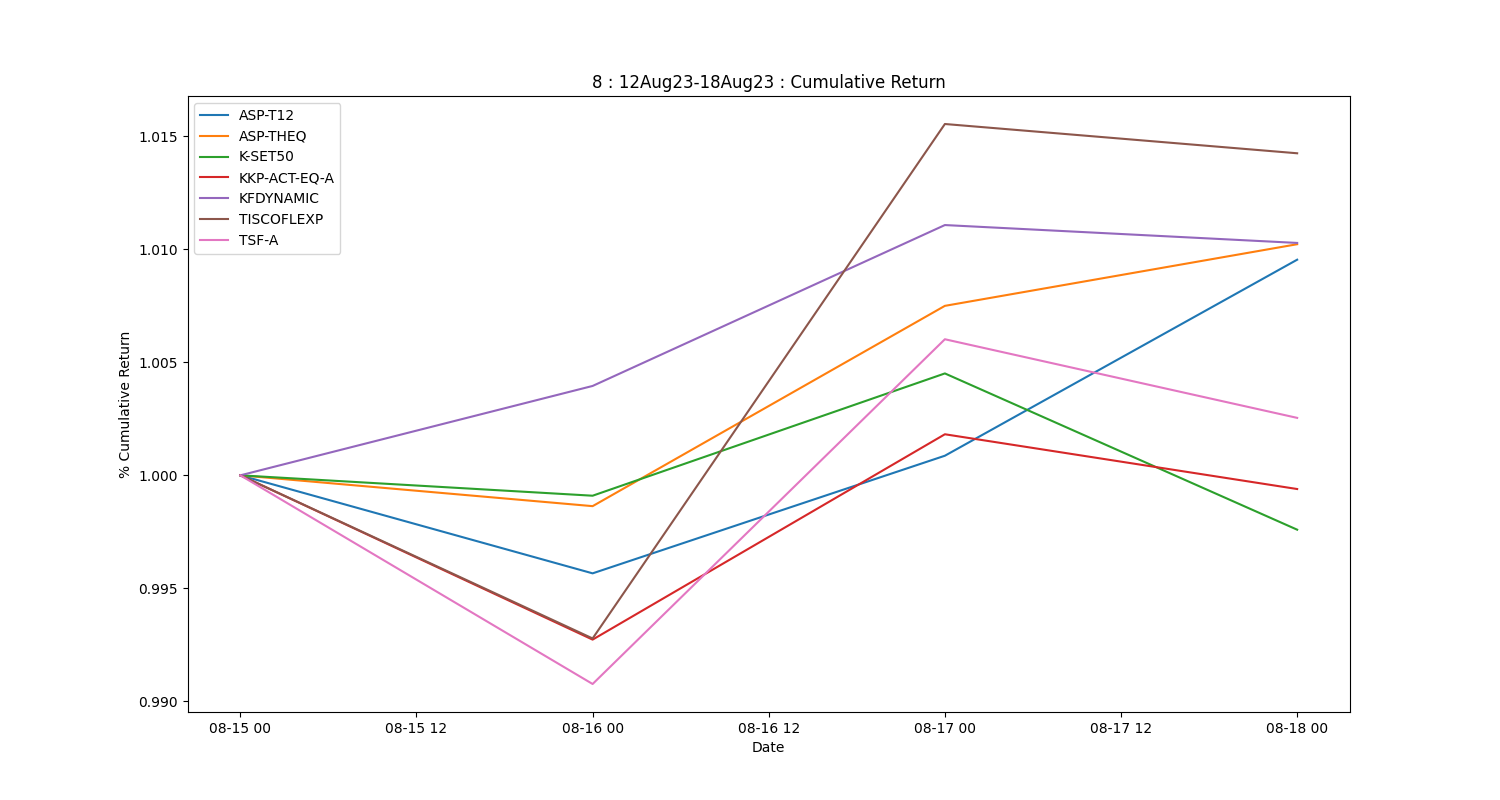 8 : 12Aug23-18Aug23 : Cumulative Return
ASP-T12
ASP-THEQ
K-SET50
KKP-ACT-EQ-A
KFDYNAMIC
TISCOFLEXP
TSF-A
% Cumulative Return
1.015
1.010
1.005
1.000
0.995
0.990
08-15 00
08-15 12
08-16 00
08-16 12
08-17 00
08-17 12
08-18 00
Date